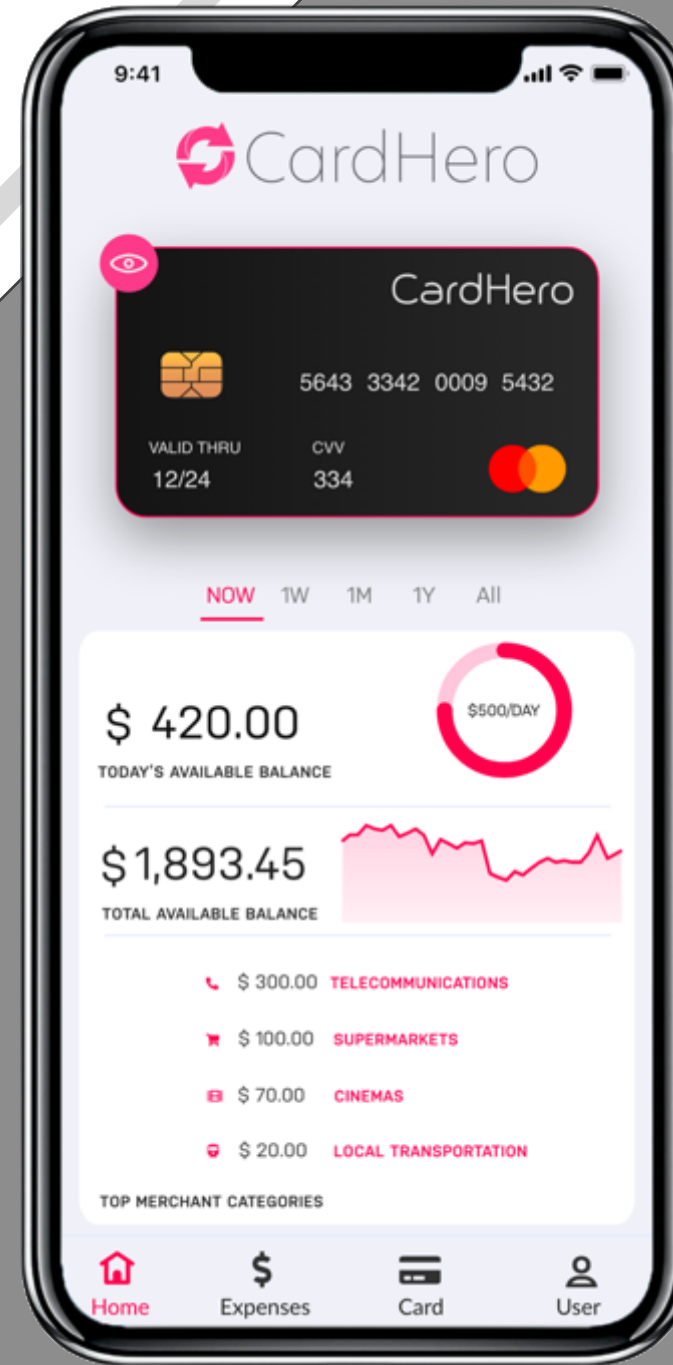 9:41
CardHero
CardHero
5643 3342 0009 5432
VALID THRU CVV
12/24 334
NOW 1W 1M 1Y All
$ 420.00
$500/DAY
TODAY'S AVAILABLE BALANCE
$1,893.45
TOTAL AVAILABLE BALANCE
$ 300.00 TELECOMMUNICATIONS
$ 100.00 SUPERMARKETS
$ 70.00 CINEMAS
$ 20.00 LOCAL TRANSPORTATION
TOP MERCHANT CATEGORIES
Home Expenses Card User